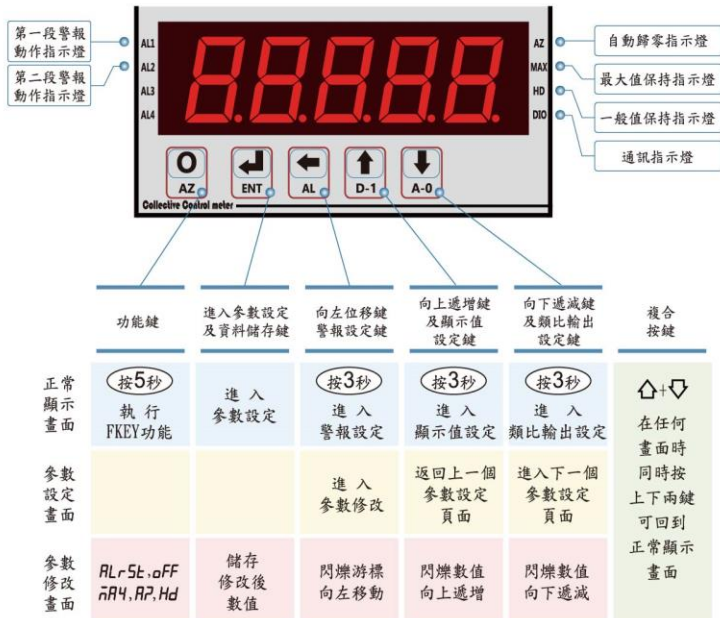 第一段警報
動作指示燈
第二段警報
動作指示燈
AL1
AL2
AL3
AL4
8.8.8.8.8
AZ
MAX
HD
DIO
自動歸零指示燈
最大值保持指示燈
一般值保持指示燈
通訊指示燈
AZ
ENT
AL
D-1
A-0
Collective Control meter
功能鍵
進入參數設定
及資料儲存鍵
向左位移鍵
警報設定鍵
向上遞增鍵
及顯示值
設定鍵
向下遞減鍵
及類比輸出
設定鍵
複合
按鍵
正常
顯示
畫面
按5秒
執行
FKEY功能
進入
參數設定
按3秒
進入
警報設定
按3秒
進入
顯示值設定
按3秒
進入
類比輸出設定
參數
設定
畫面
進入
參數修改
返回上一個
參數設定
頁面
進入下一個
參數設定
頁面
參數
修改
畫面
ALrSt,oFF
儲存
修改後
數值
閃爍游標
向左移動
閃爍數值
向上遞增
閃爍數值
向下遞減
+
在任何
畫面時
同時按
上下兩鍵
可回到
正常顯示
畫面